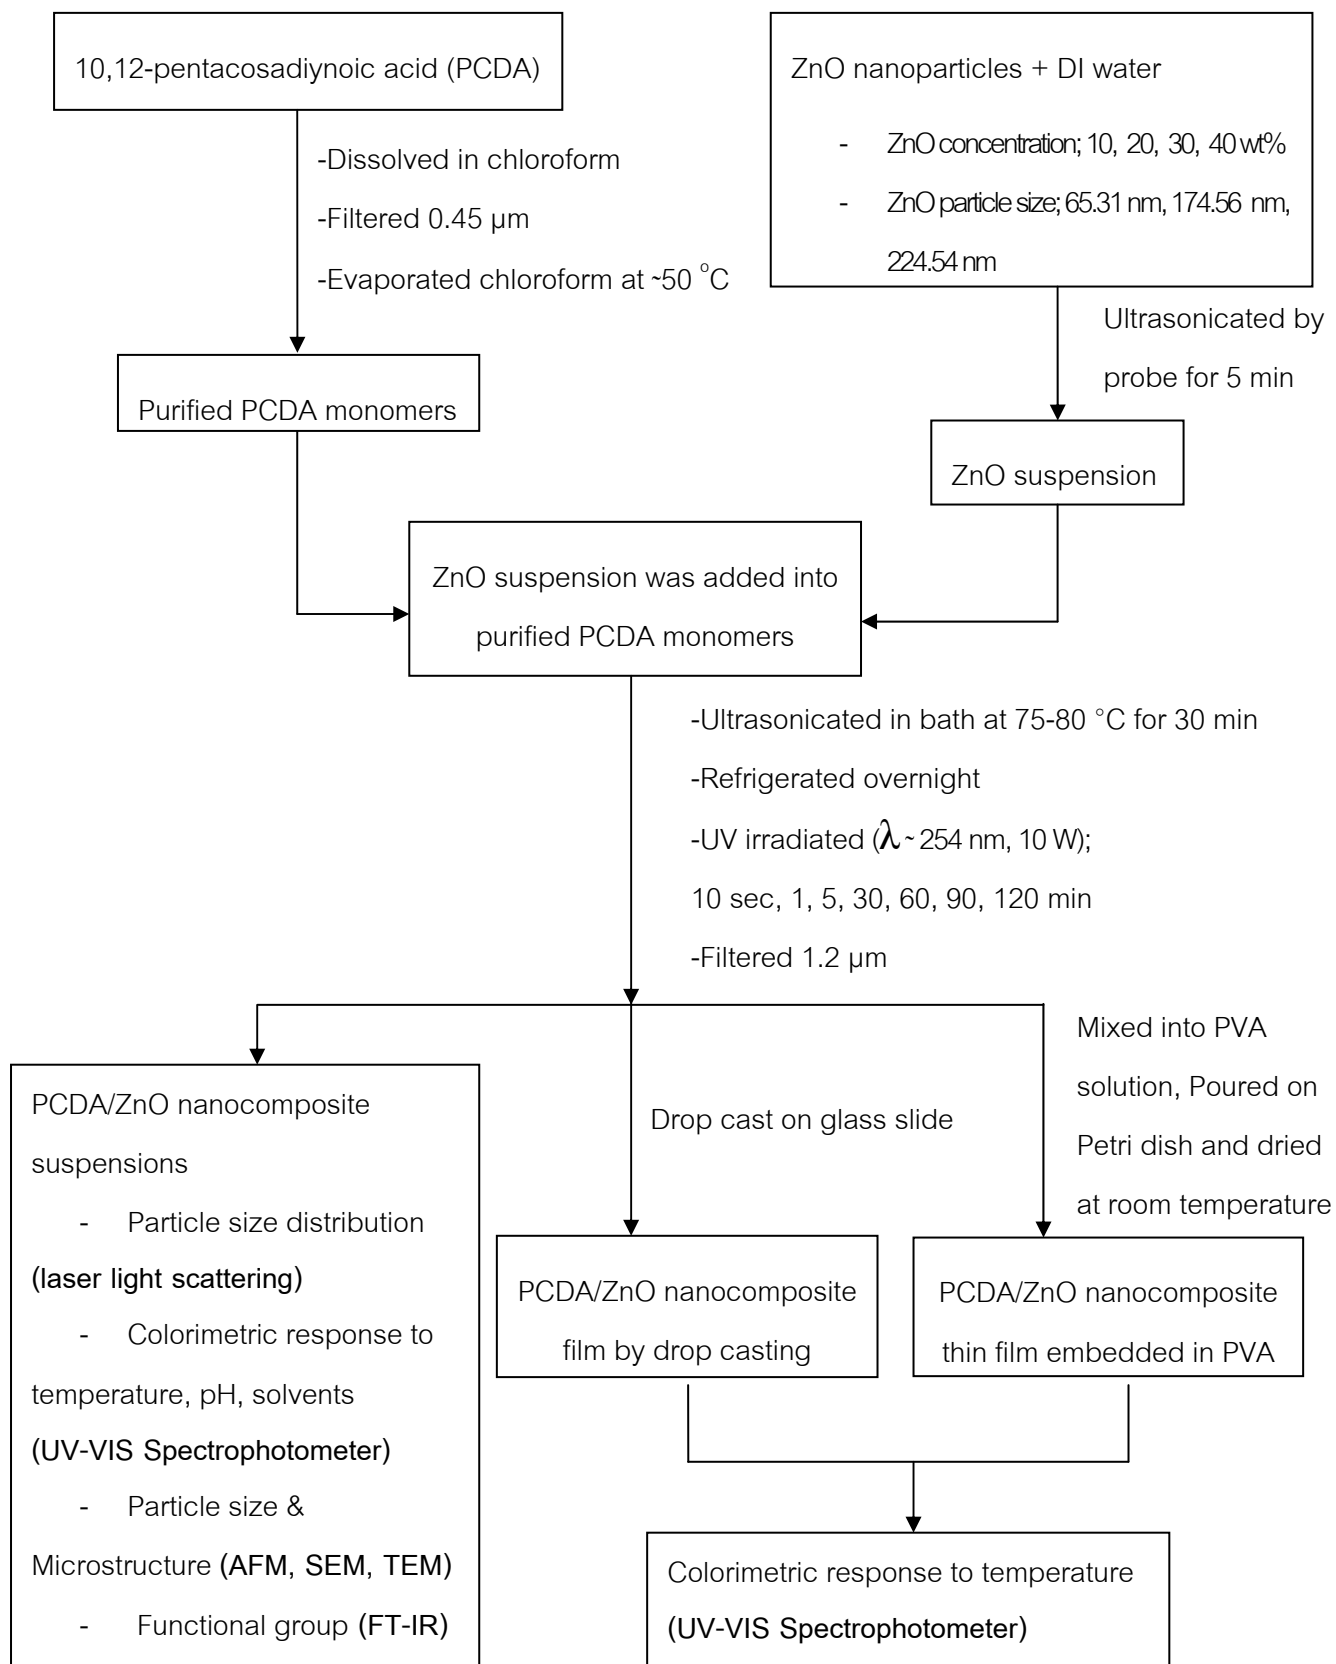 10,12-pentacosadiynoic acid (PCDA)
ZnO nanoparticles + DI water
- ZnO concentration; 10, 20, 30, 40 wt%
- ZnO particle size; 65.31 nm, 174.56 nm,
224.54 nm
-Dissolved in chloroform
-Filtered 0.45 µm
-Evaporated chloroform at ~50 °C
Ultrasonicated by
probe for 5 min
Purified PCDA monomers
ZnO suspension
ZnO suspension was added into
purified PCDA monomers
-Ultrasonicated in bath at 75-80 °C for 30 min
-Refrigerated overnight
-UV irradiated (λ ~ 254 nm, 10 W);
10 sec, 1, 5, 30, 60, 90, 120 min
-Filtered 1.2 µm
PCDA/ZnO nanocomposite
suspensions
- Particle size distribution
(laser light scattering)
- Colorimetric response to
temperature, pH, solvents
(UV-VIS Spectrophotometer)
- Particle size &
Microstructure (AFM, SEM, TEM)
- Functional group (FT-IR)
Drop cast on glass slide
Mixed into PVA
solution, Poured on
Petri dish and dried
at room temperature
PCDA/ZnO nanocomposite
film by drop casting
PCDA/ZnO nanocomposite
thin film embedded in PVA
Colorimetric response to temperature
(UV-VIS Spectrophotometer)